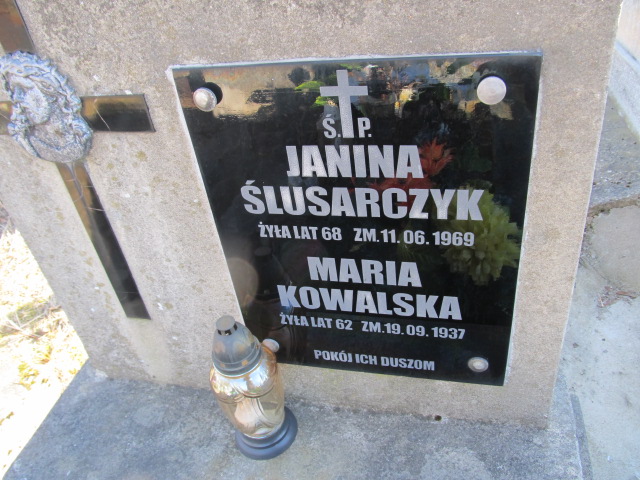 Ś. P.
JANINA
ŚLUSARCZYK
ŻYŁA LAT 68 ZM. 11. 06. 1969
MARIA
KOWALSKA
ŻYŁA LAT 62 ZM. 19. 09. 1937
POKÓJ ICH DUSZOM